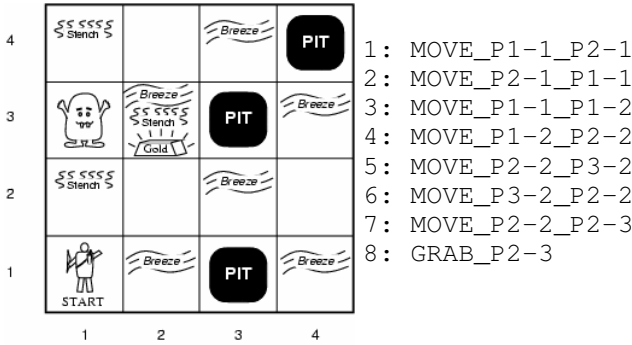 4 Stench Breeze PIT
3 Breeze Stench Gold PIT Breeze
2 Stench Breeze
1 START Breeze PIT Breeze
1 2 3 4
1: MOVE_P1-1_P2-1
2: MOVE_P2-1_P1-1
3: MOVE_P1-1_P1-2
4: MOVE_P1-2_P2-2
5: MOVE_P2-2_P3-2
6: MOVE_P3-2_P2-2
7: MOVE_P2-2_P2-3
8: GRAB_P2-3